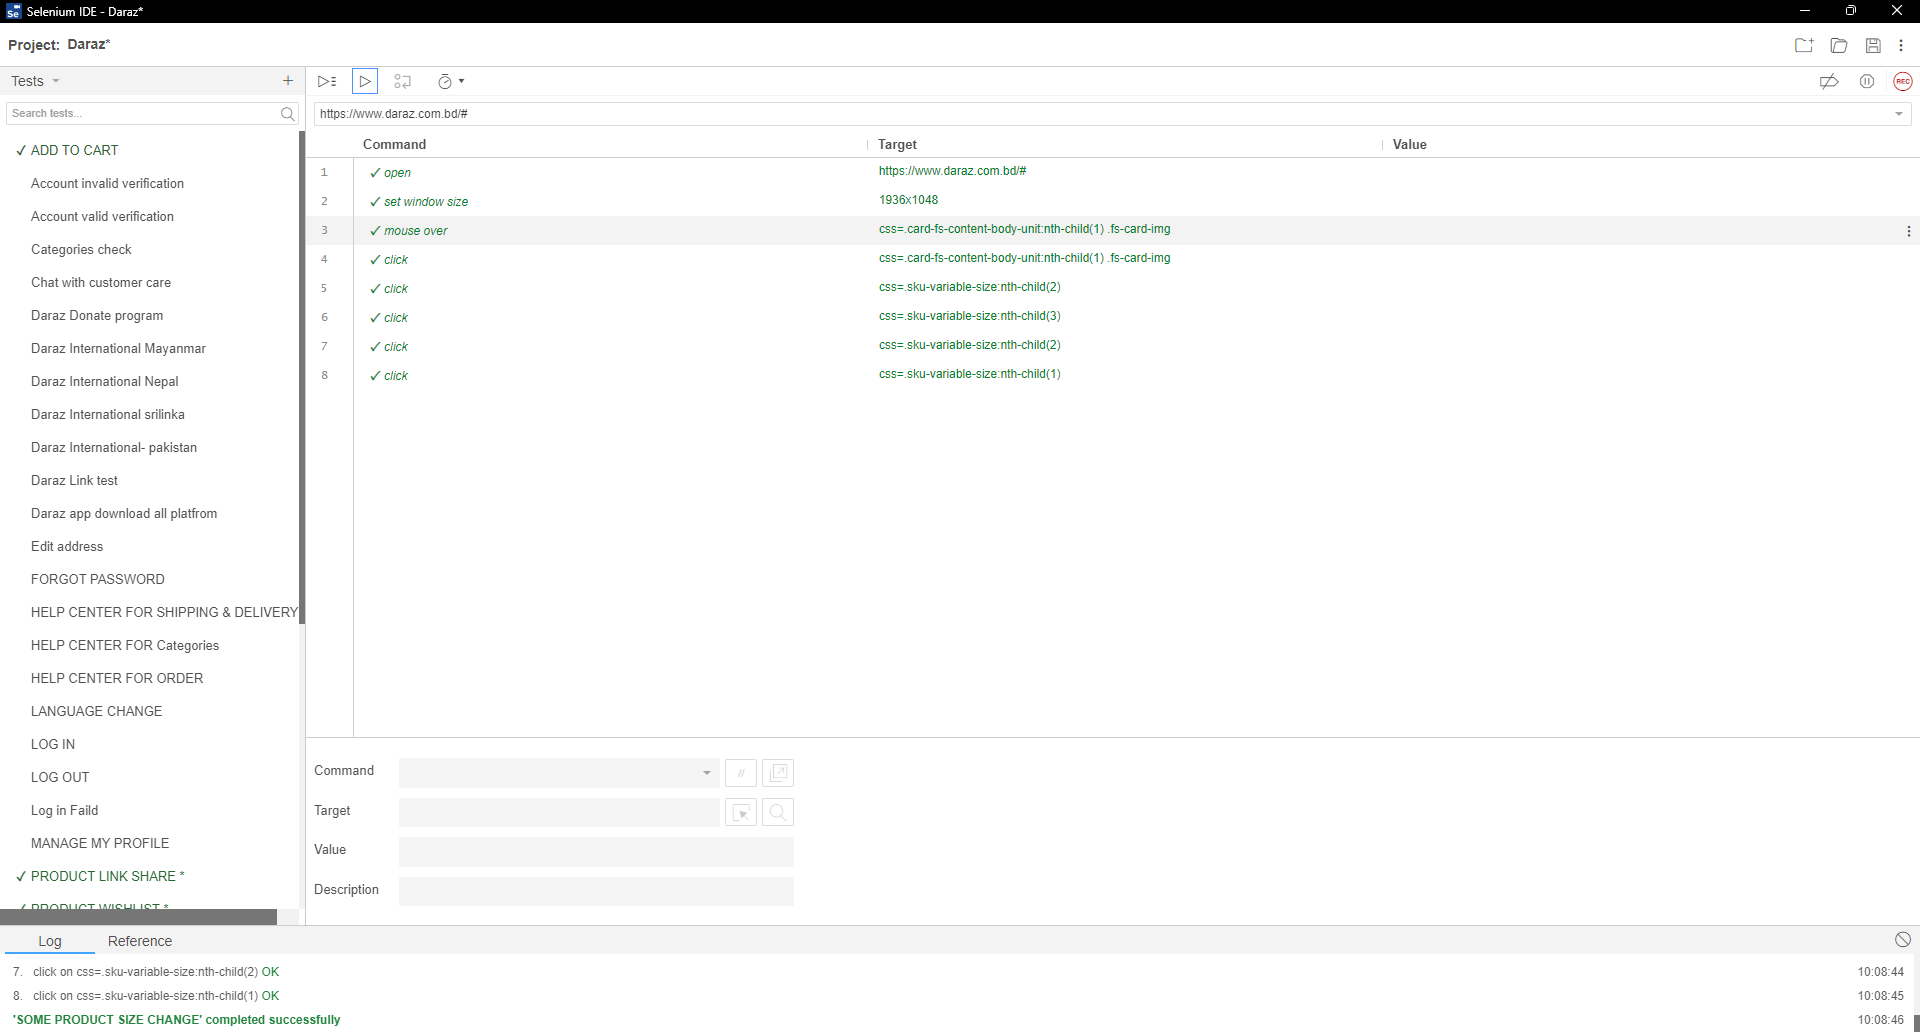 Selenium IDE - Daraz*
Project: Daraz*
Tests
Search tests...
✓ ADD TO CART
Account invalid verification
Account valid verification
Categories check
Chat with customer care
Daraz Donate program
Daraz International Mayanmar
Daraz International Nepal
Daraz International srilinka
Daraz International- pakistan
Daraz Link test
Daraz app download all platfrom
Edit address
FORGOT PASSWORD
HELP CENTER FOR SHIPPING & DELIVERY
HELP CENTER FOR Categories
HELP CENTER FOR ORDER
LANGUAGE CHANGE
LOG IN
LOG OUT
Log in Faild
MANAGE MY PROFILE
✓ PRODUCT LINK SHARE *
✓ PRODUCT WISHLIST *
REC
https://www.daraz.com.bd/#
Command Target Value
1 ✓ open https://www.daraz.com.bd/#
2 ✓ set window size 1936x1048
3 ✓ mouse over css=.card-fs-content-body-unit:nth-child(1) .fs-card-img
4 ✓ click css=.card-fs-content-body-unit:nth-child(1) .fs-card-img
5 ✓ click css=.sku-variable-size:nth-child(2)
6 ✓ click css=.sku-variable-size:nth-child(3)
7 ✓ click css=.sku-variable-size:nth-child(2)
8 ✓ click css=.sku-variable-size:nth-child(1)
Command //
Target
Value
Description
Log Reference
7. click on css=.sku-variable-size:nth-child(2) OK 10:08:44
8. click on css=.sku-variable-size:nth-child(1) OK 10:08:45
'SOME PRODUCT SIZE CHANGE' completed successfully 10:08:46